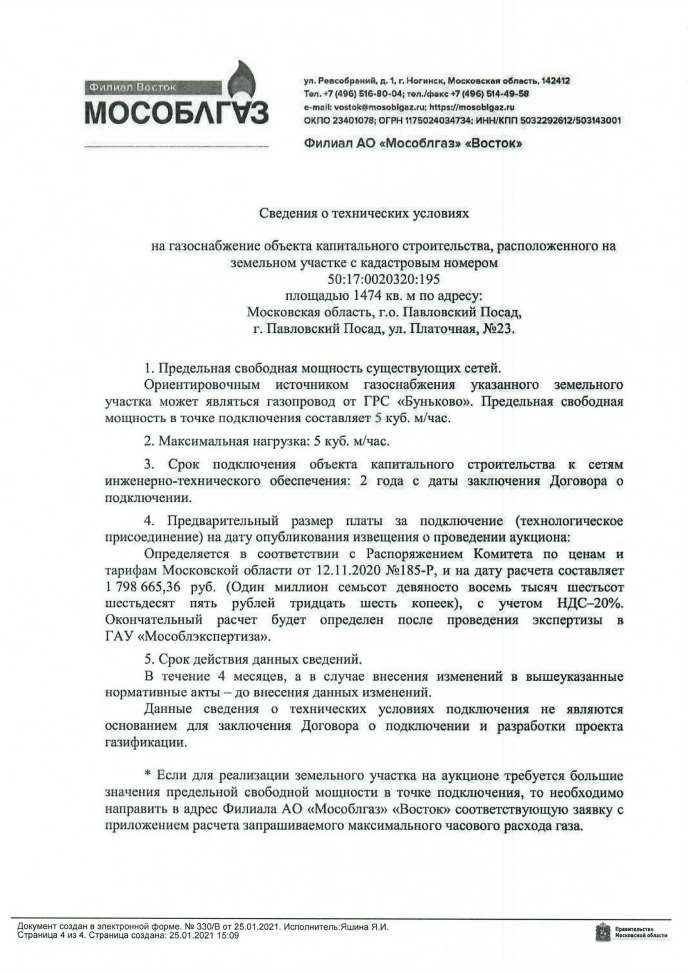 Филиал Восток
МОСОБЛГАЗ
ул. Ревсобраний, д. 1, г. Ногинск, Московская область, 142412
Тел. +7 (496) 516-80-04; тел./факс +7 (496) 514-49-58
e-mail: vostok@mosoblgaz.ru; https://mosoblgaz.ru
ОКПО 23401078; ОГРН 1175024034734; ИНН/КПП 5032292612/503143001
Филиал АО «Мособлгаз» «Восток»
Сведения о технических условиях
на газоснабжение объекта капитального строительства, расположенного на
земельном участке с кадастровым номером
50:17:0020320:195
площадью 1474 кв. м по адресу:
Московская область, г.о. Павловский Посад,
г. Павловский Посад, ул. Платочная, №23.
1. Предельная свободная мощность существующих сетей.
Ориентировочным источником газоснабжения указанного земельного
участка может являться газопровод от ГРС «Буньково». Предельная свободная
мощность в точке подключения составляет 5 куб. м/час.
2. Максимальная нагрузка: 5 куб. м/час.
3. Срок подключения объекта капитального строительства к сетям
инженерно-технического обеспечения: 2 года с даты заключения Договора о
подключении.
4. Предварительный размер платы за подключение (технологическое
присоединение) на дату опубликования извещения о проведении аукциона:
Определяется в соответствии с Распоряжением Комитета по ценам и
тарифам Московской области от 12.11.2020 №185-Р, и на дату расчета составляет
1 798 665,36 руб. (Один миллион семьсот девяносто восемь тысяч шестьсот
шестьдесят пять рублей тридцать шесть копеек), с учетом НДС–20%.
Окончательный расчет будет определен после проведения экспертизы в
ГАУ «Мособлэкспертиза».
5. Срок действия данных сведений.
В течение 4 месяцев, а в случае внесения изменений в вышеуказанные
нормативные акты – до внесения данных изменений.
Данные сведения о технических условиях подключения не являются
основанием для заключения Договора о подключении и разработки проекта
газификации.
* Если для реализации земельного участка на аукционе требуется большие
значения предельной свободной мощности в точке подключения, то необходимо
направить в адрес Филиала АО «Мособлгаз» «Восток» соответствующую заявку с
приложением расчета запрашиваемого максимального часового расхода газа.
Документ создан в электронной форме. № 330/В от 25.01.2021. Исполнитель:Яшина Я.И.
Страница 4 из 4. Страница создана: 25.01.2021 15:09
Правительство
Московской области